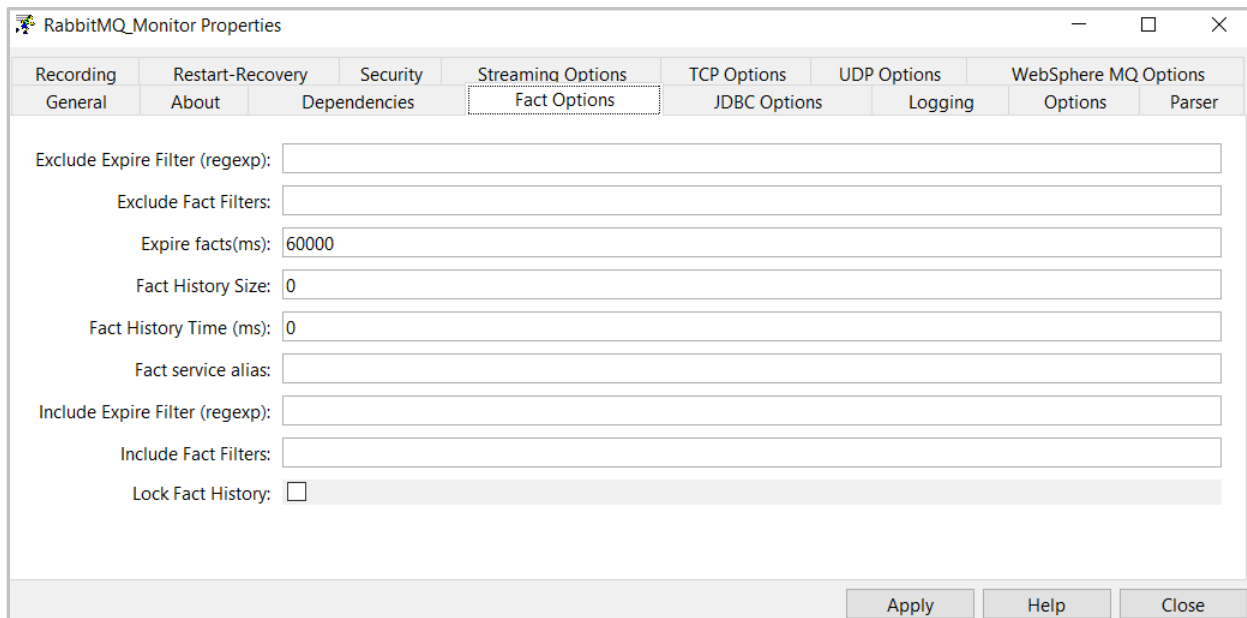 RabbitMQ_Monitor Properties
Recording Restart-Recovery Security Streaming Options TCP Options UDP Options WebSphere MQ Options
General About Dependencies Fact Options JDBC Options Logging Options Parser
Exclude Expire Filter (regexp):
Exclude Fact Filters:
Expire facts(ms): 60000
Fact History Size: 0
Fact History Time (ms): 0
Fact service alias:
Include Expire Filter (regexp):
Include Fact Filters:
Lock Fact History:
Apply Help Close